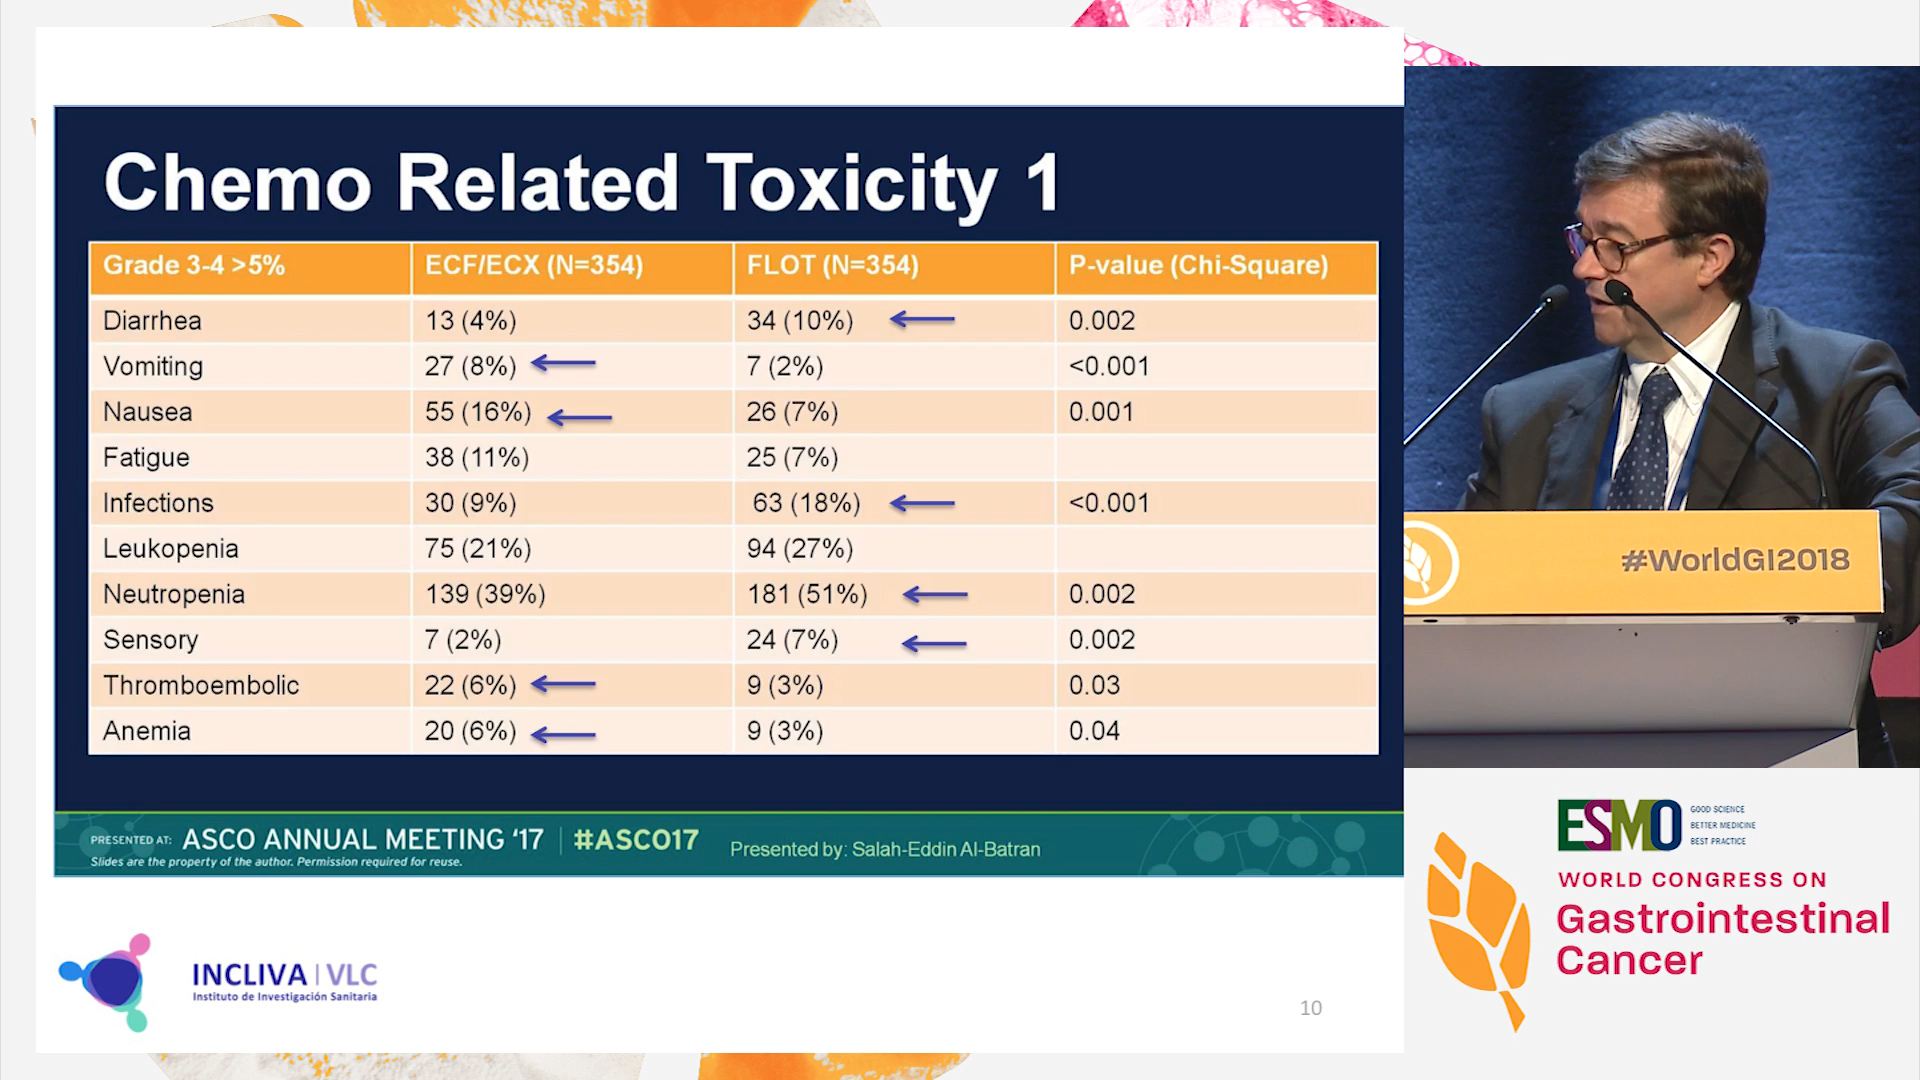 Chemo Related Toxicity 1
Grade 3-4 >5% ECF/ECX (N=354) FLOT (N=354) P-value (Chi-Square)
Diarrhea 13 (4%) 34 (10%) 0.002
Vomiting 27 (8%) 7 (2%) <0.001
Nausea 55 (16%) 26 (7%) 0.001
Fatigue 38 (11%) 25 (7%)
Infections 30 (9%) 63 (18%) <0.001
Leukopenia 75 (21%) 94 (27%)
Neutropenia 139 (39%) 181 (51%) 0.002
Sensory 7 (2%) 24 (7%) 0.002
Thromboembolic 22 (6%) 9 (3%) 0.03
Anemia 20 (6%) 9 (3%) 0.04
PRESENTED AT: ASCO ANNUAL MEETING '17 | #ASCO17
Slides are the property of the author. Permission required for reuse.
Presented by: Salah-Eddin Al-Batran
INCLIVA | VLC
Instituto de Investigación Sanitaria
10
#WorldGI2018
ESMO
GOOD SCIENCE
BETTER MEDICINE
BEST PRACTICE
WORLD CONGRESS ON
Gastrointestinal
Cancer